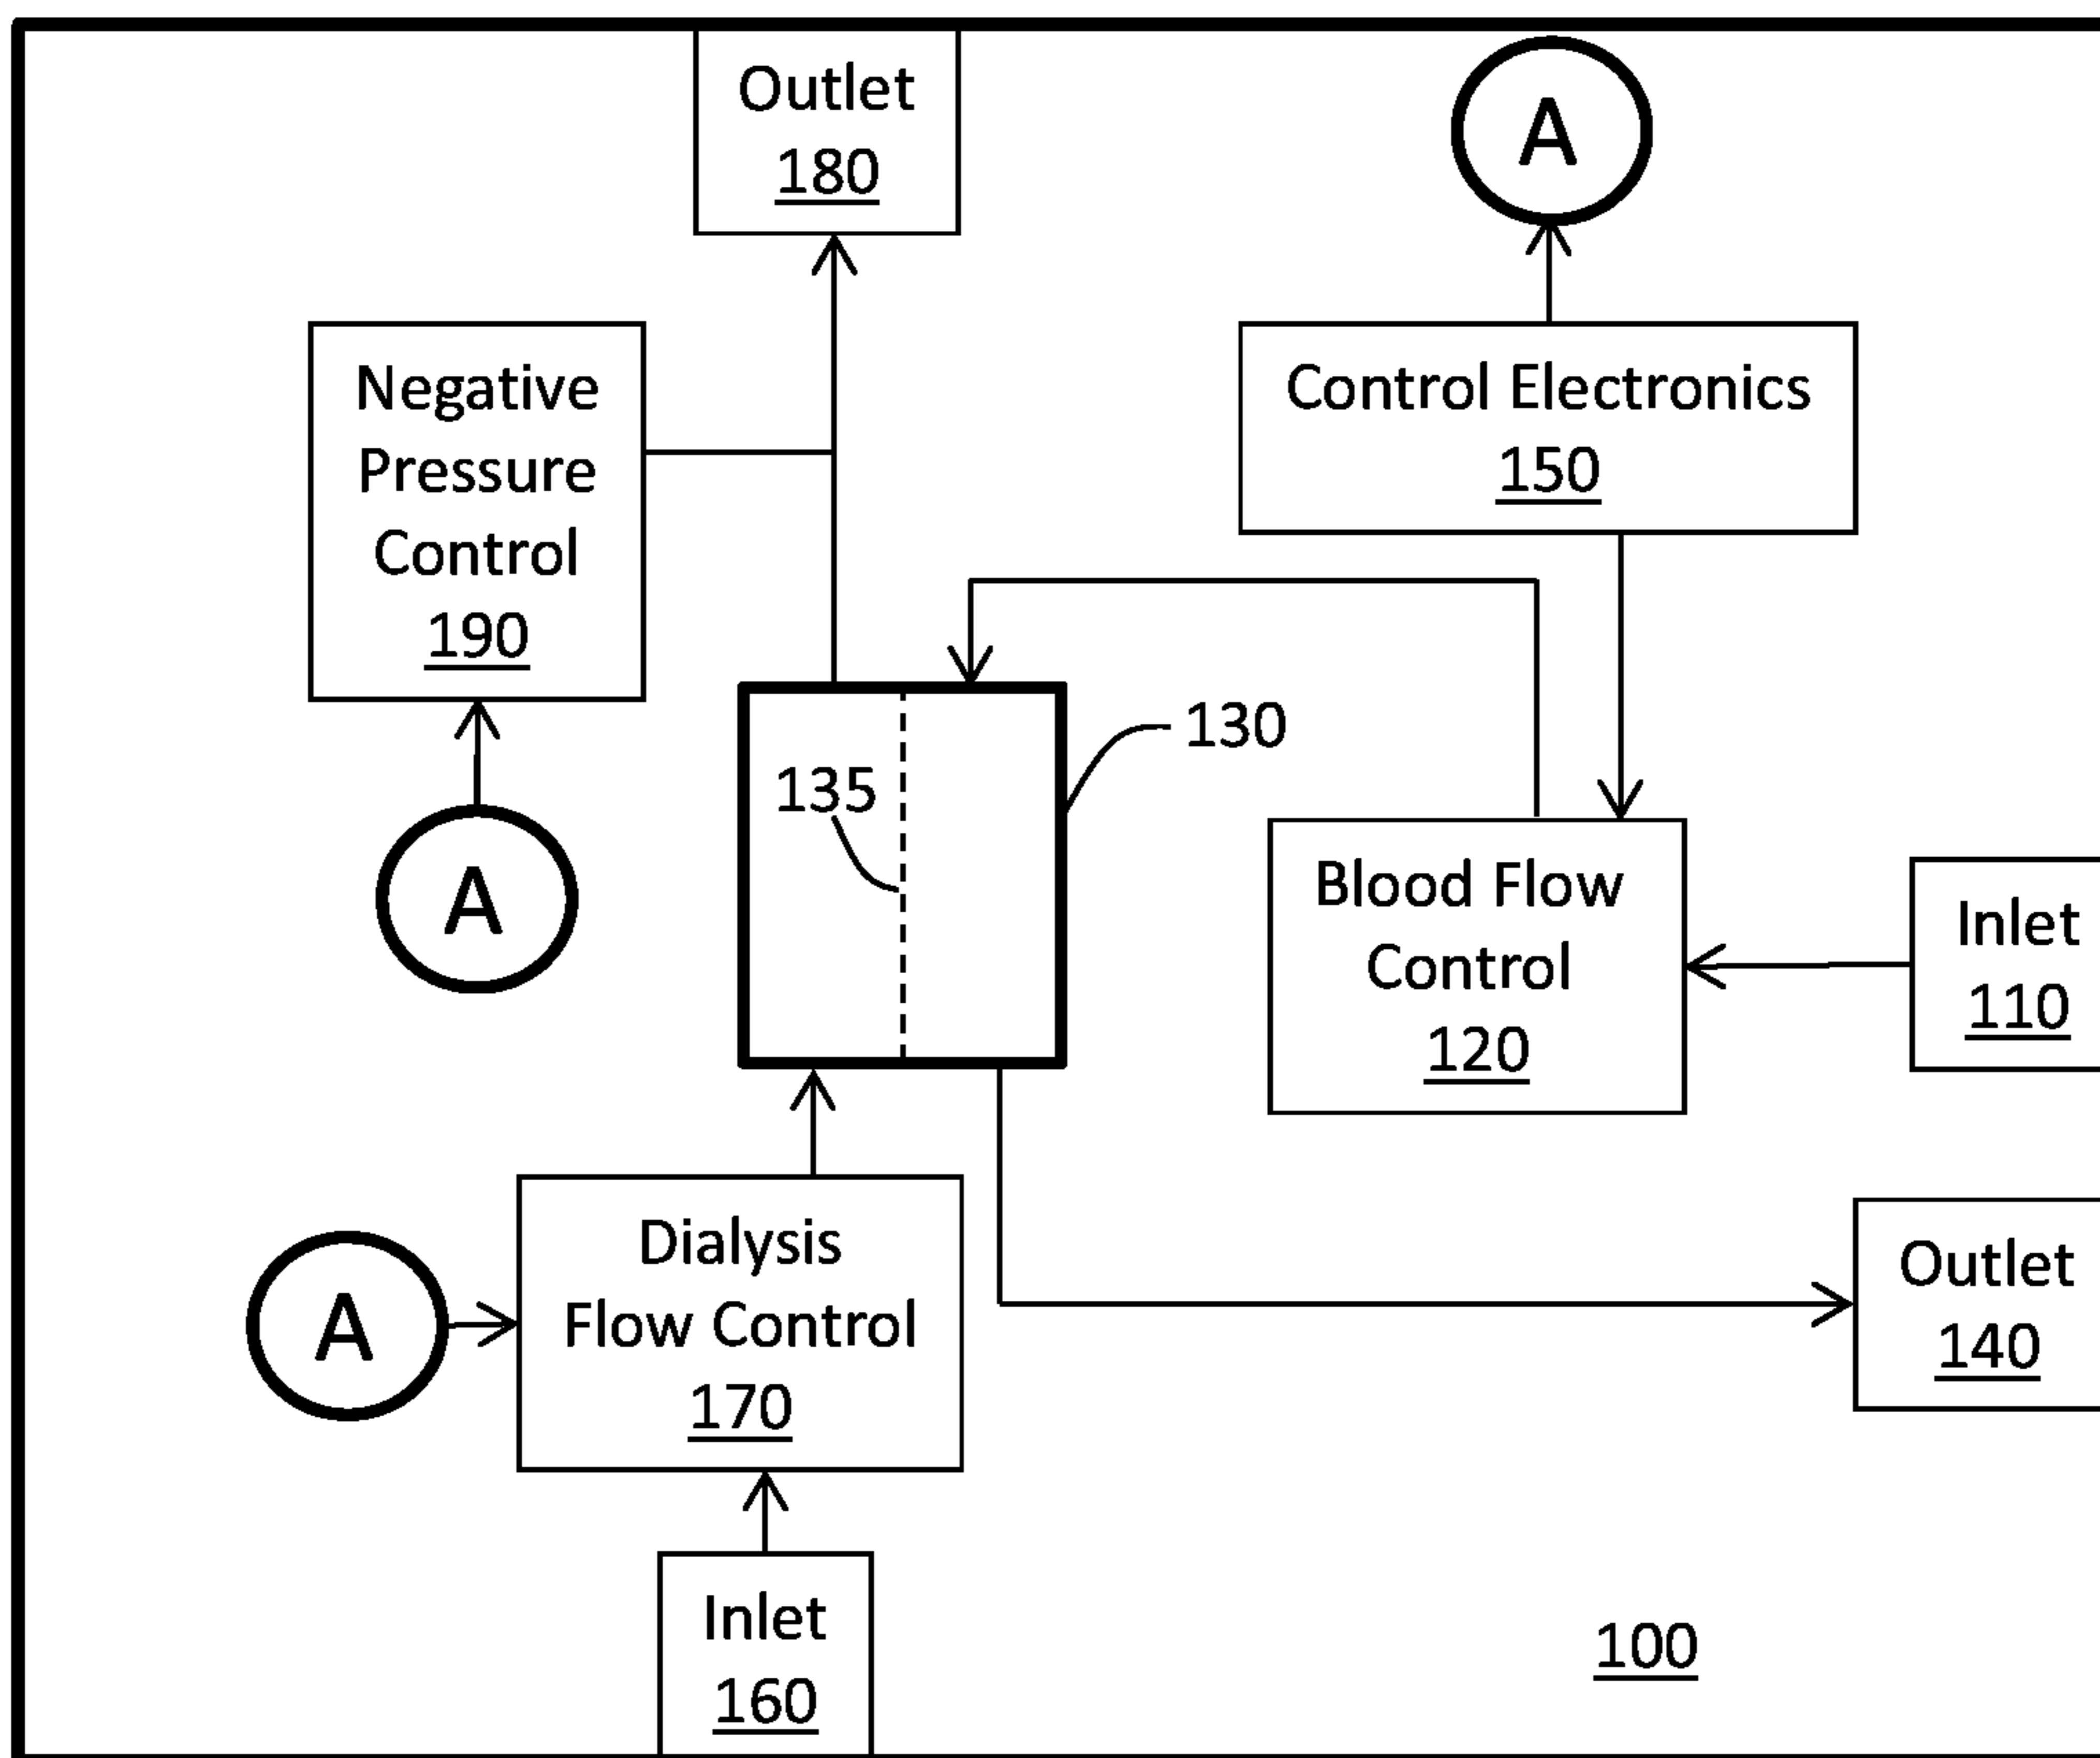 Outlet
180
A
Negative
Pressure
Control
190
Control Electronics
150
130
135
A
Blood Flow
Control
120
Inlet
110
Dialysis
Flow Control
170
A
Outlet
140
Inlet
160
100